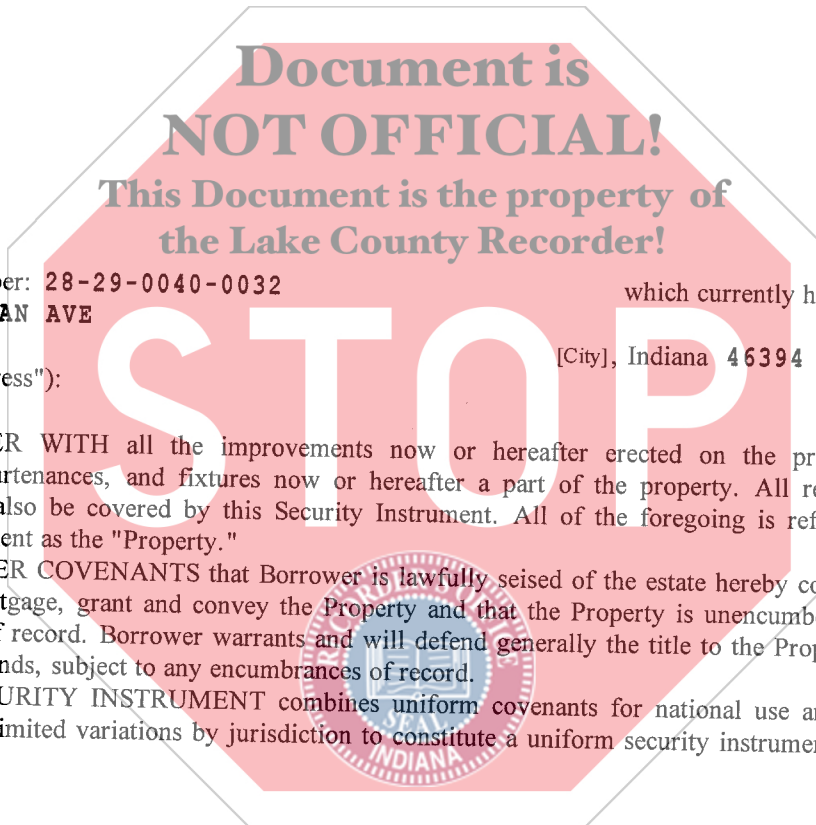 Document is
NOT OFFICIAL!
This Document is the property of
the Lake County Recorder!
er: 28-29-0040-0032 which currently h
AN AVE
[City], Indiana 46394
ess"):
STOP
ER WITH all the improvements now or hereafter erected on the pr
rtenances, and fixtures now or hereafter a part of the property. All re
also be covered by this Security Instrument. All of the foregoing is ref
ent as the "Property."
ER COVENANTS that Borrower is lawfully seised of the estate hereby co
tgage, grant and convey the Property and that the Property is unencumb
f record. Borrower warrants and will defend generally the title to the Prop
nds, subject to any encumbrances of record.
URITY INSTRUMENT combines uniform covenants for national use a
imited variations by jurisdiction to constitute a uniform security instrume
RECORDER'S OFFICE
SEAL
INDIANA